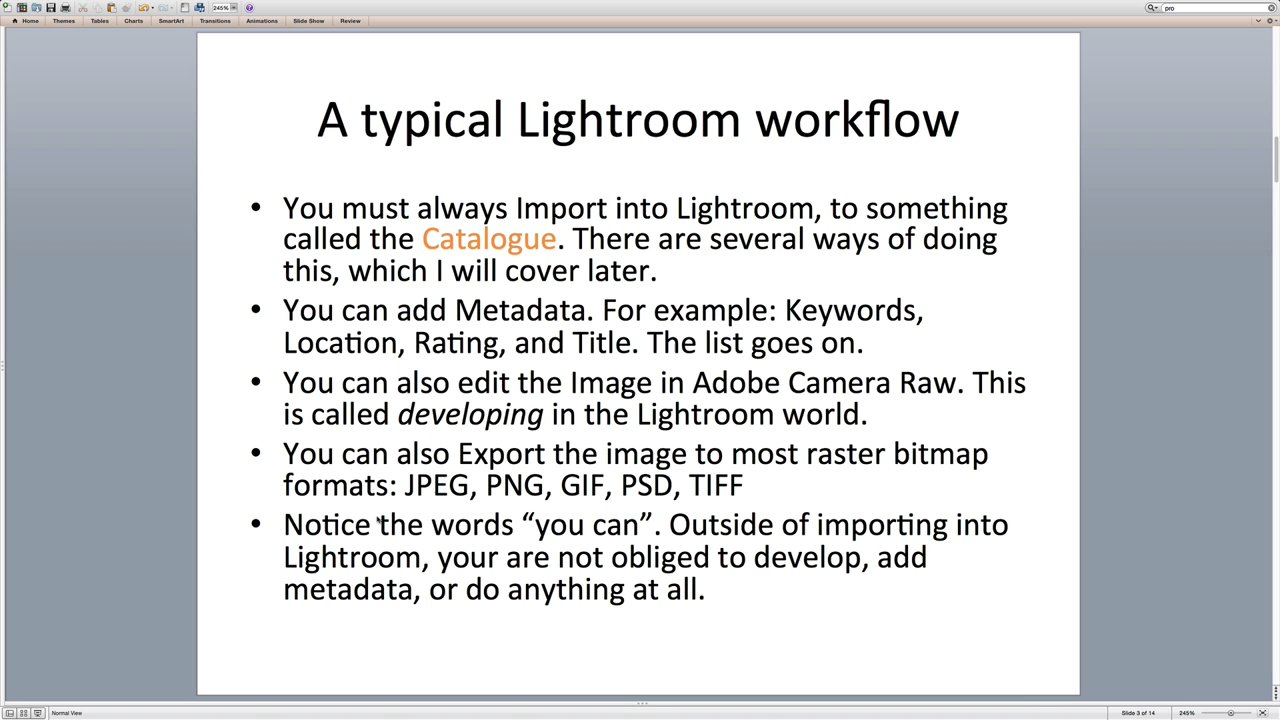 245%
pro
Home Themes Tables Charts SmartArt Transitions Animations Slide Show Review
A typical Lightroom workflow
• You must always Import into Lightroom, to something
called the Catalogue. There are several ways of doing
this, which I will cover later.
• You can add Metadata. For example: Keywords,
Location, Rating, and Title. The list goes on.
• You can also edit the Image in Adobe Camera Raw. This
is called developing in the Lightroom world.
• You can also Export the image to most raster bitmap
formats: JPEG, PNG, GIF, PSD, TIFF
• Notice the words “you can”. Outside of importing into
Lightroom, your are not obliged to develop, add
metadata, or do anything at all.
Normal View Slide 3 of 14 245%